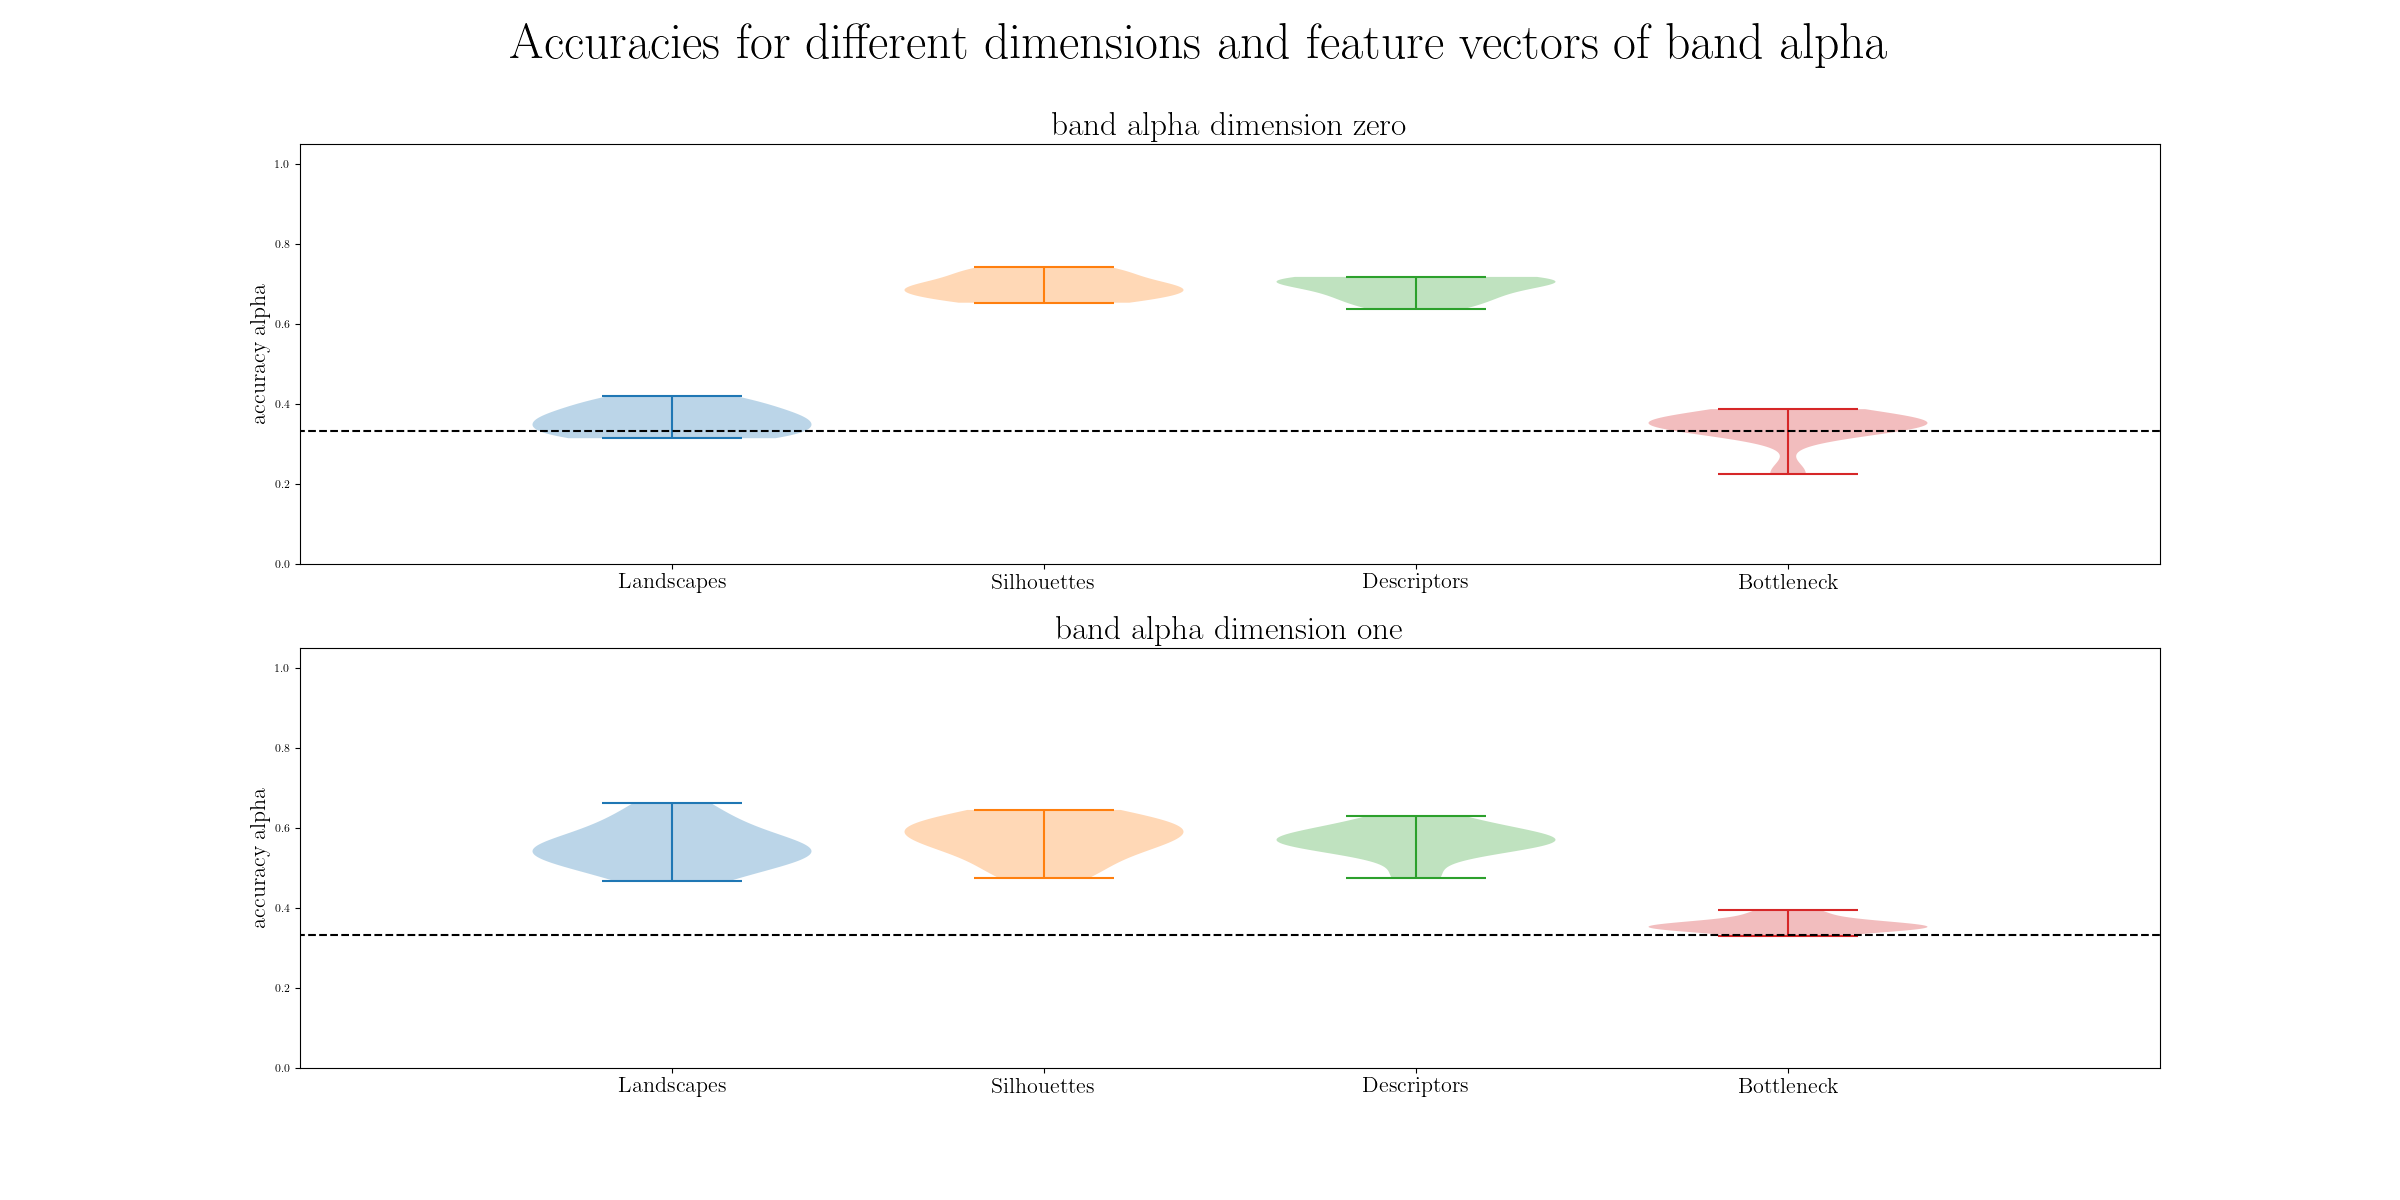 Accuracies for different dimensions and feature vectors of band alpha
band alpha dimension zero
accuracy alpha
1.0
0.8
0.6
0.4
0.2
0.0
Landscapes Silhouettes Descriptors Bottleneck
band alpha dimension one
accuracy alpha
1.0
0.8
0.6
0.4
0.2
0.0
Landscapes Silhouettes Descriptors Bottleneck